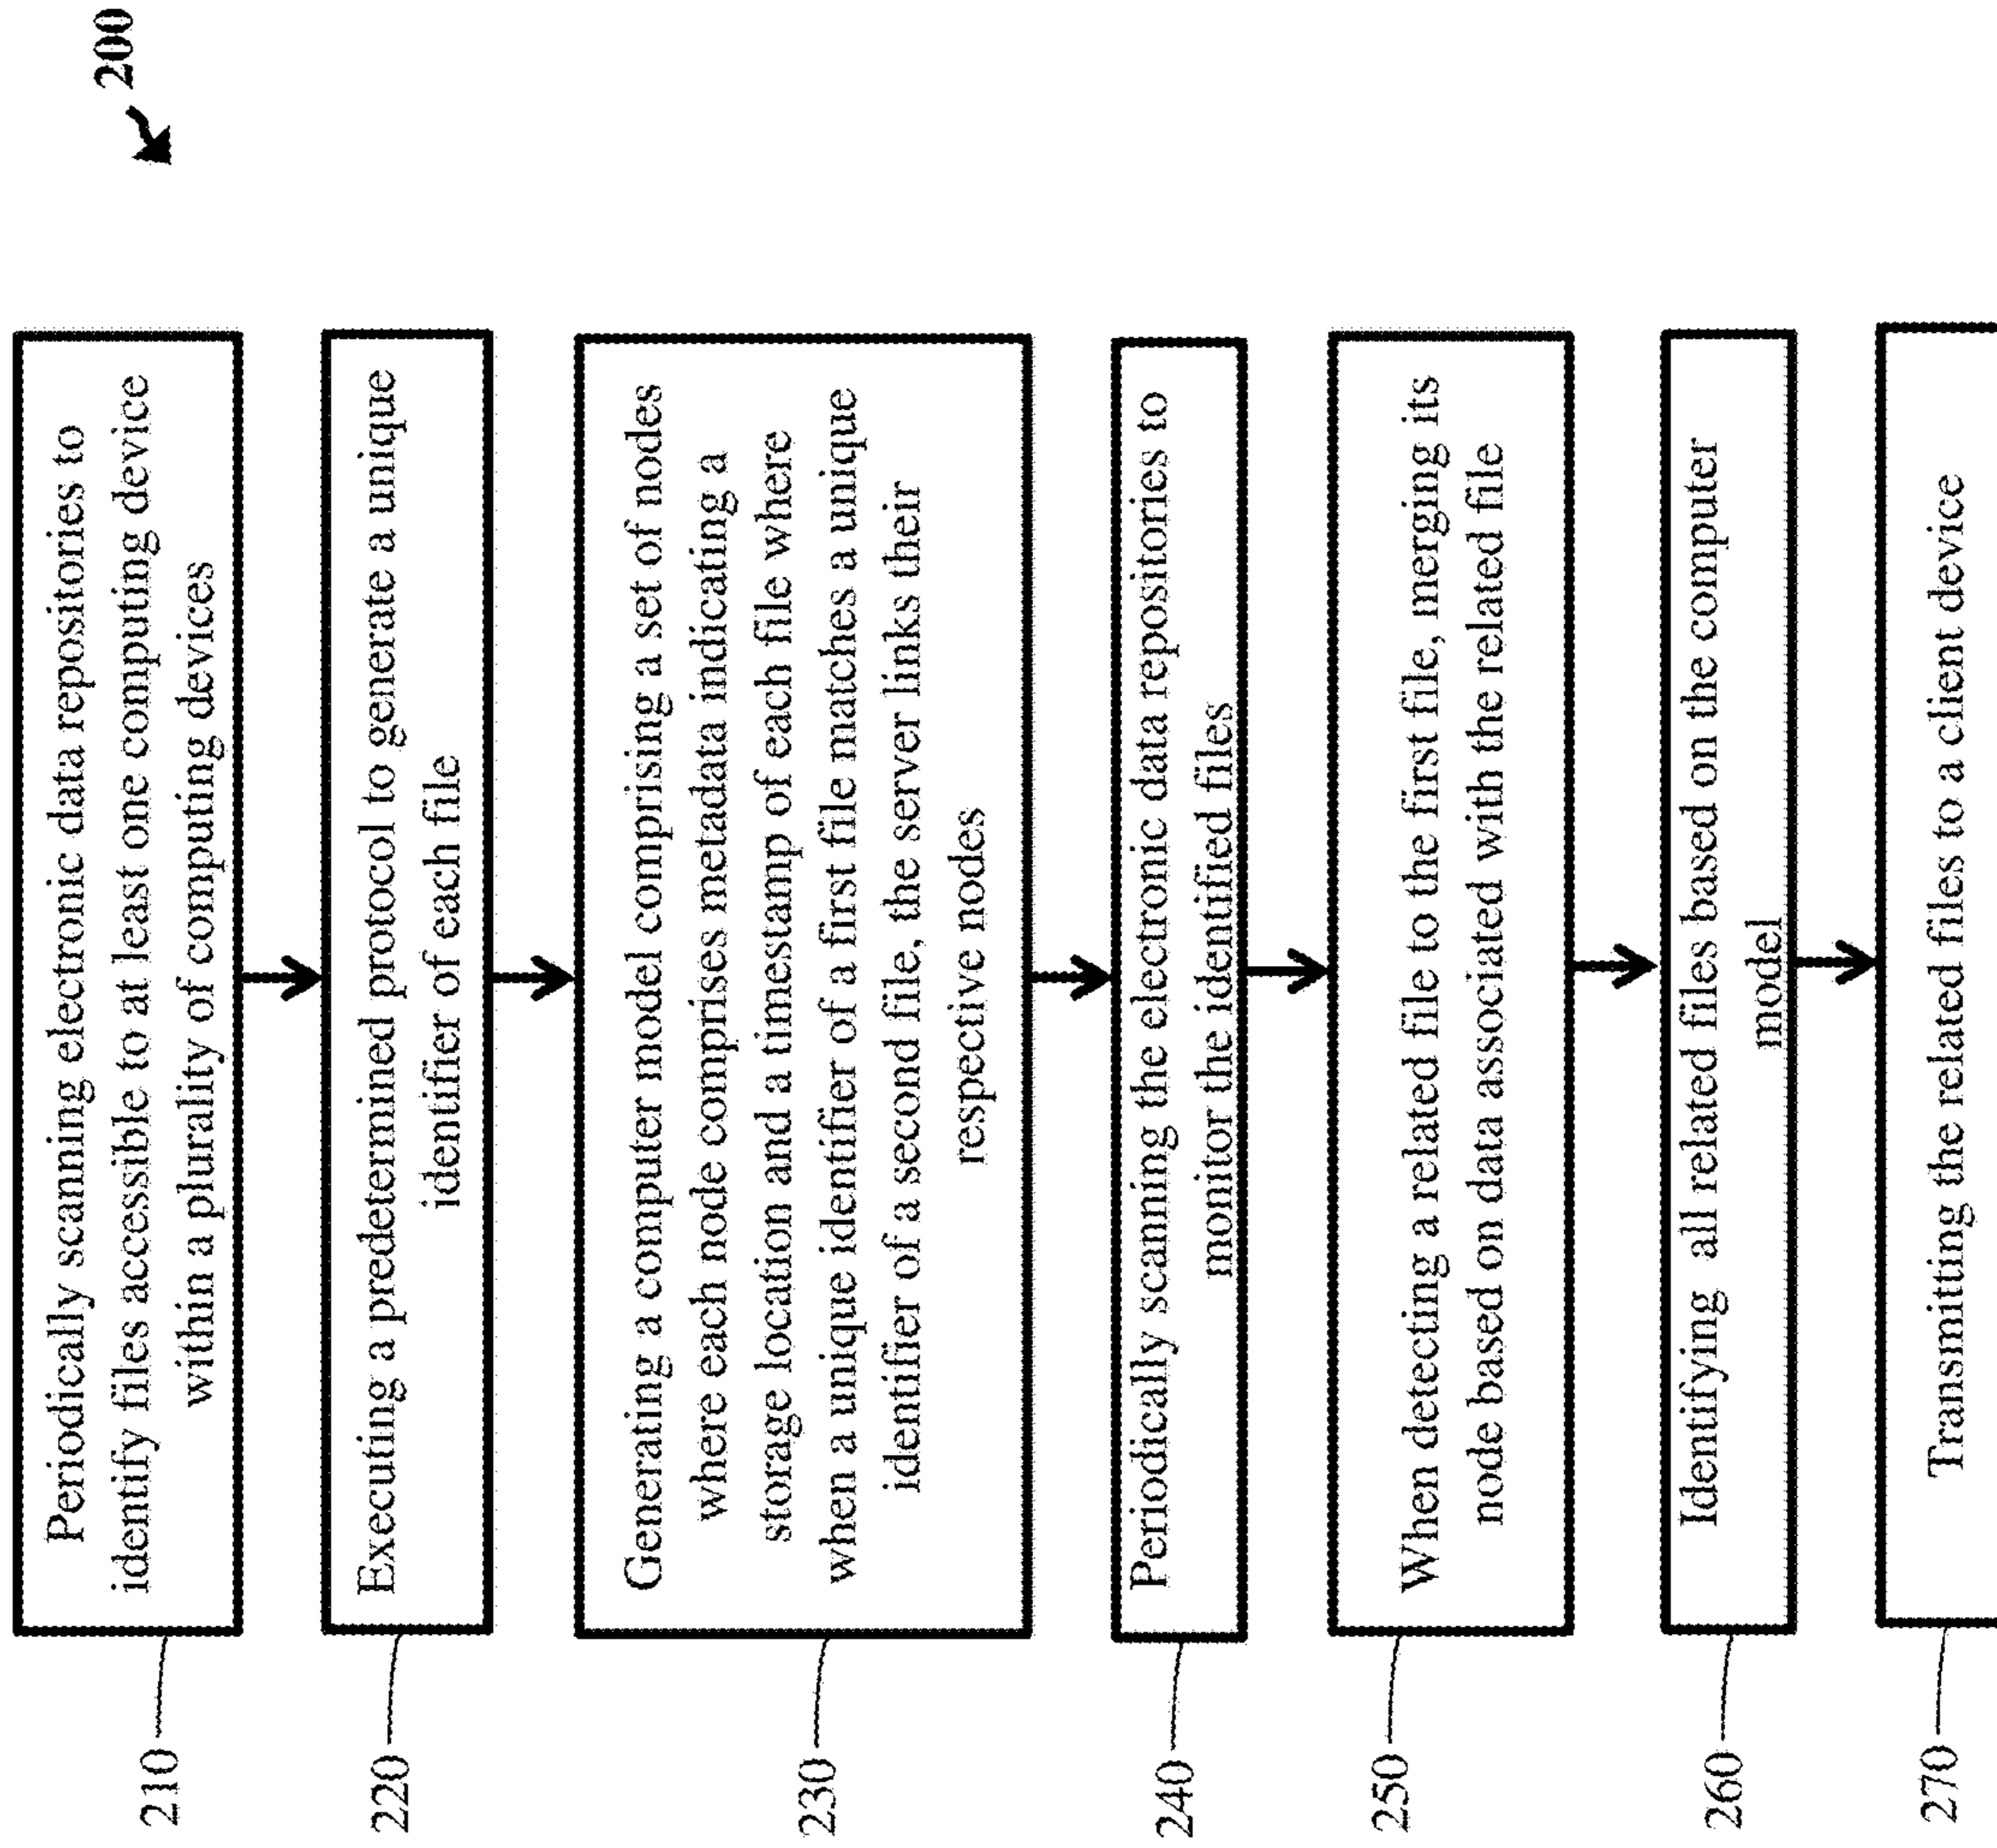 200
210
Periodically scanning electronic data repositories to
identify files accessible to at least one computing device
within a plurality of computing devices
220
Executing a predetermined protocol to generate a unique
identifier of each file
230
Generating a computer model comprising a set of nodes
where each node comprises metadata indicating a
storage location and a timestamp of each file where
when a unique identifier of a first file matches a unique
identifier of a second file, the server links their
respective nodes
240
Periodically scanning the electronic data repositories to
monitor the identified files
250
When detecting a related file to the first file, merging its
node based on data associated with the related file
260
Identifying all related files based on the computer
model
270
Transmitting the related files to a client device